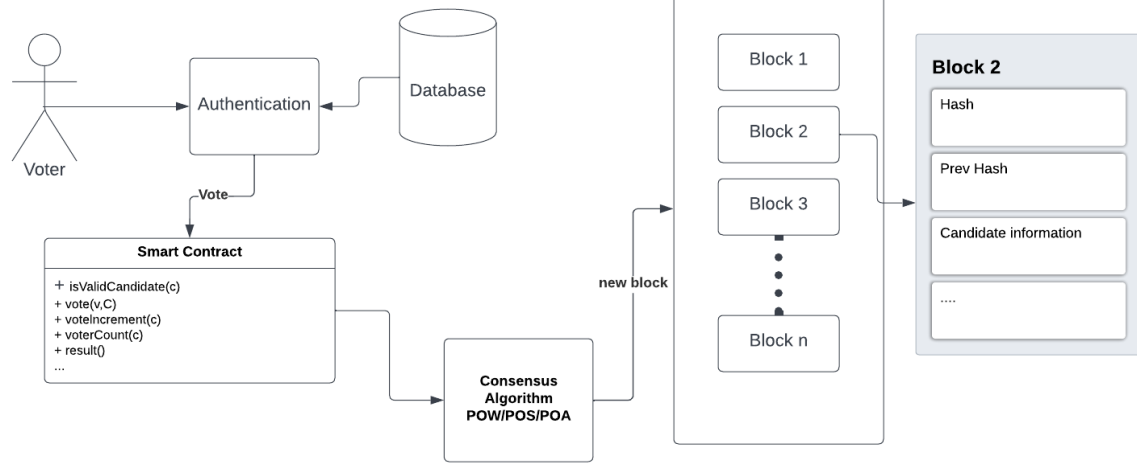 Voter
Authentication
Database
Vote
Smart Contract
+ isValidCandidate(c)
+ vote(v,C)
+ voteIncrement(c)
+ voterCount(c)
+ result()
...
Consensus
Algorithm
POW/POS/POA
new block
Block 1
Block 2
Block 3
Block n
Block 2
Hash
Prev Hash
Candidate information
....